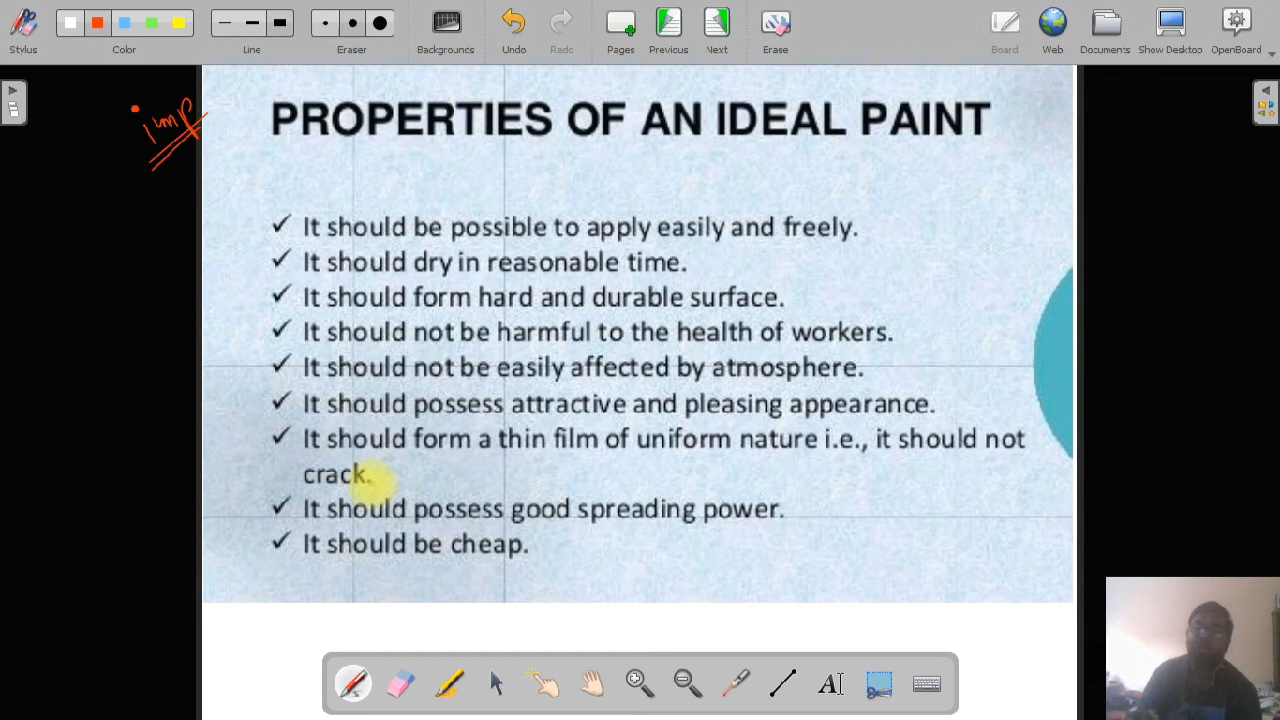 Stylus
Color
Line
Eraser
Backgrounds
Undo
Redo
Pages
Previous
Next
Erase
Board
Web
Documents
Show Desktop
OpenBoard
imp
PROPERTIES OF AN IDEAL PAINT
✓ It should be possible to apply easily and freely.
✓ It should dry in reasonable time.
✓ It should form hard and durable surface.
✓ It should not be harmful to the health of workers.
✓ It should not be easily affected by atmosphere.
✓ It should possess attractive and pleasing appearance.
✓ It should form a thin film of uniform nature i.e., it should not
crack.
✓ It should possess good spreading power.
✓ It should be cheap.